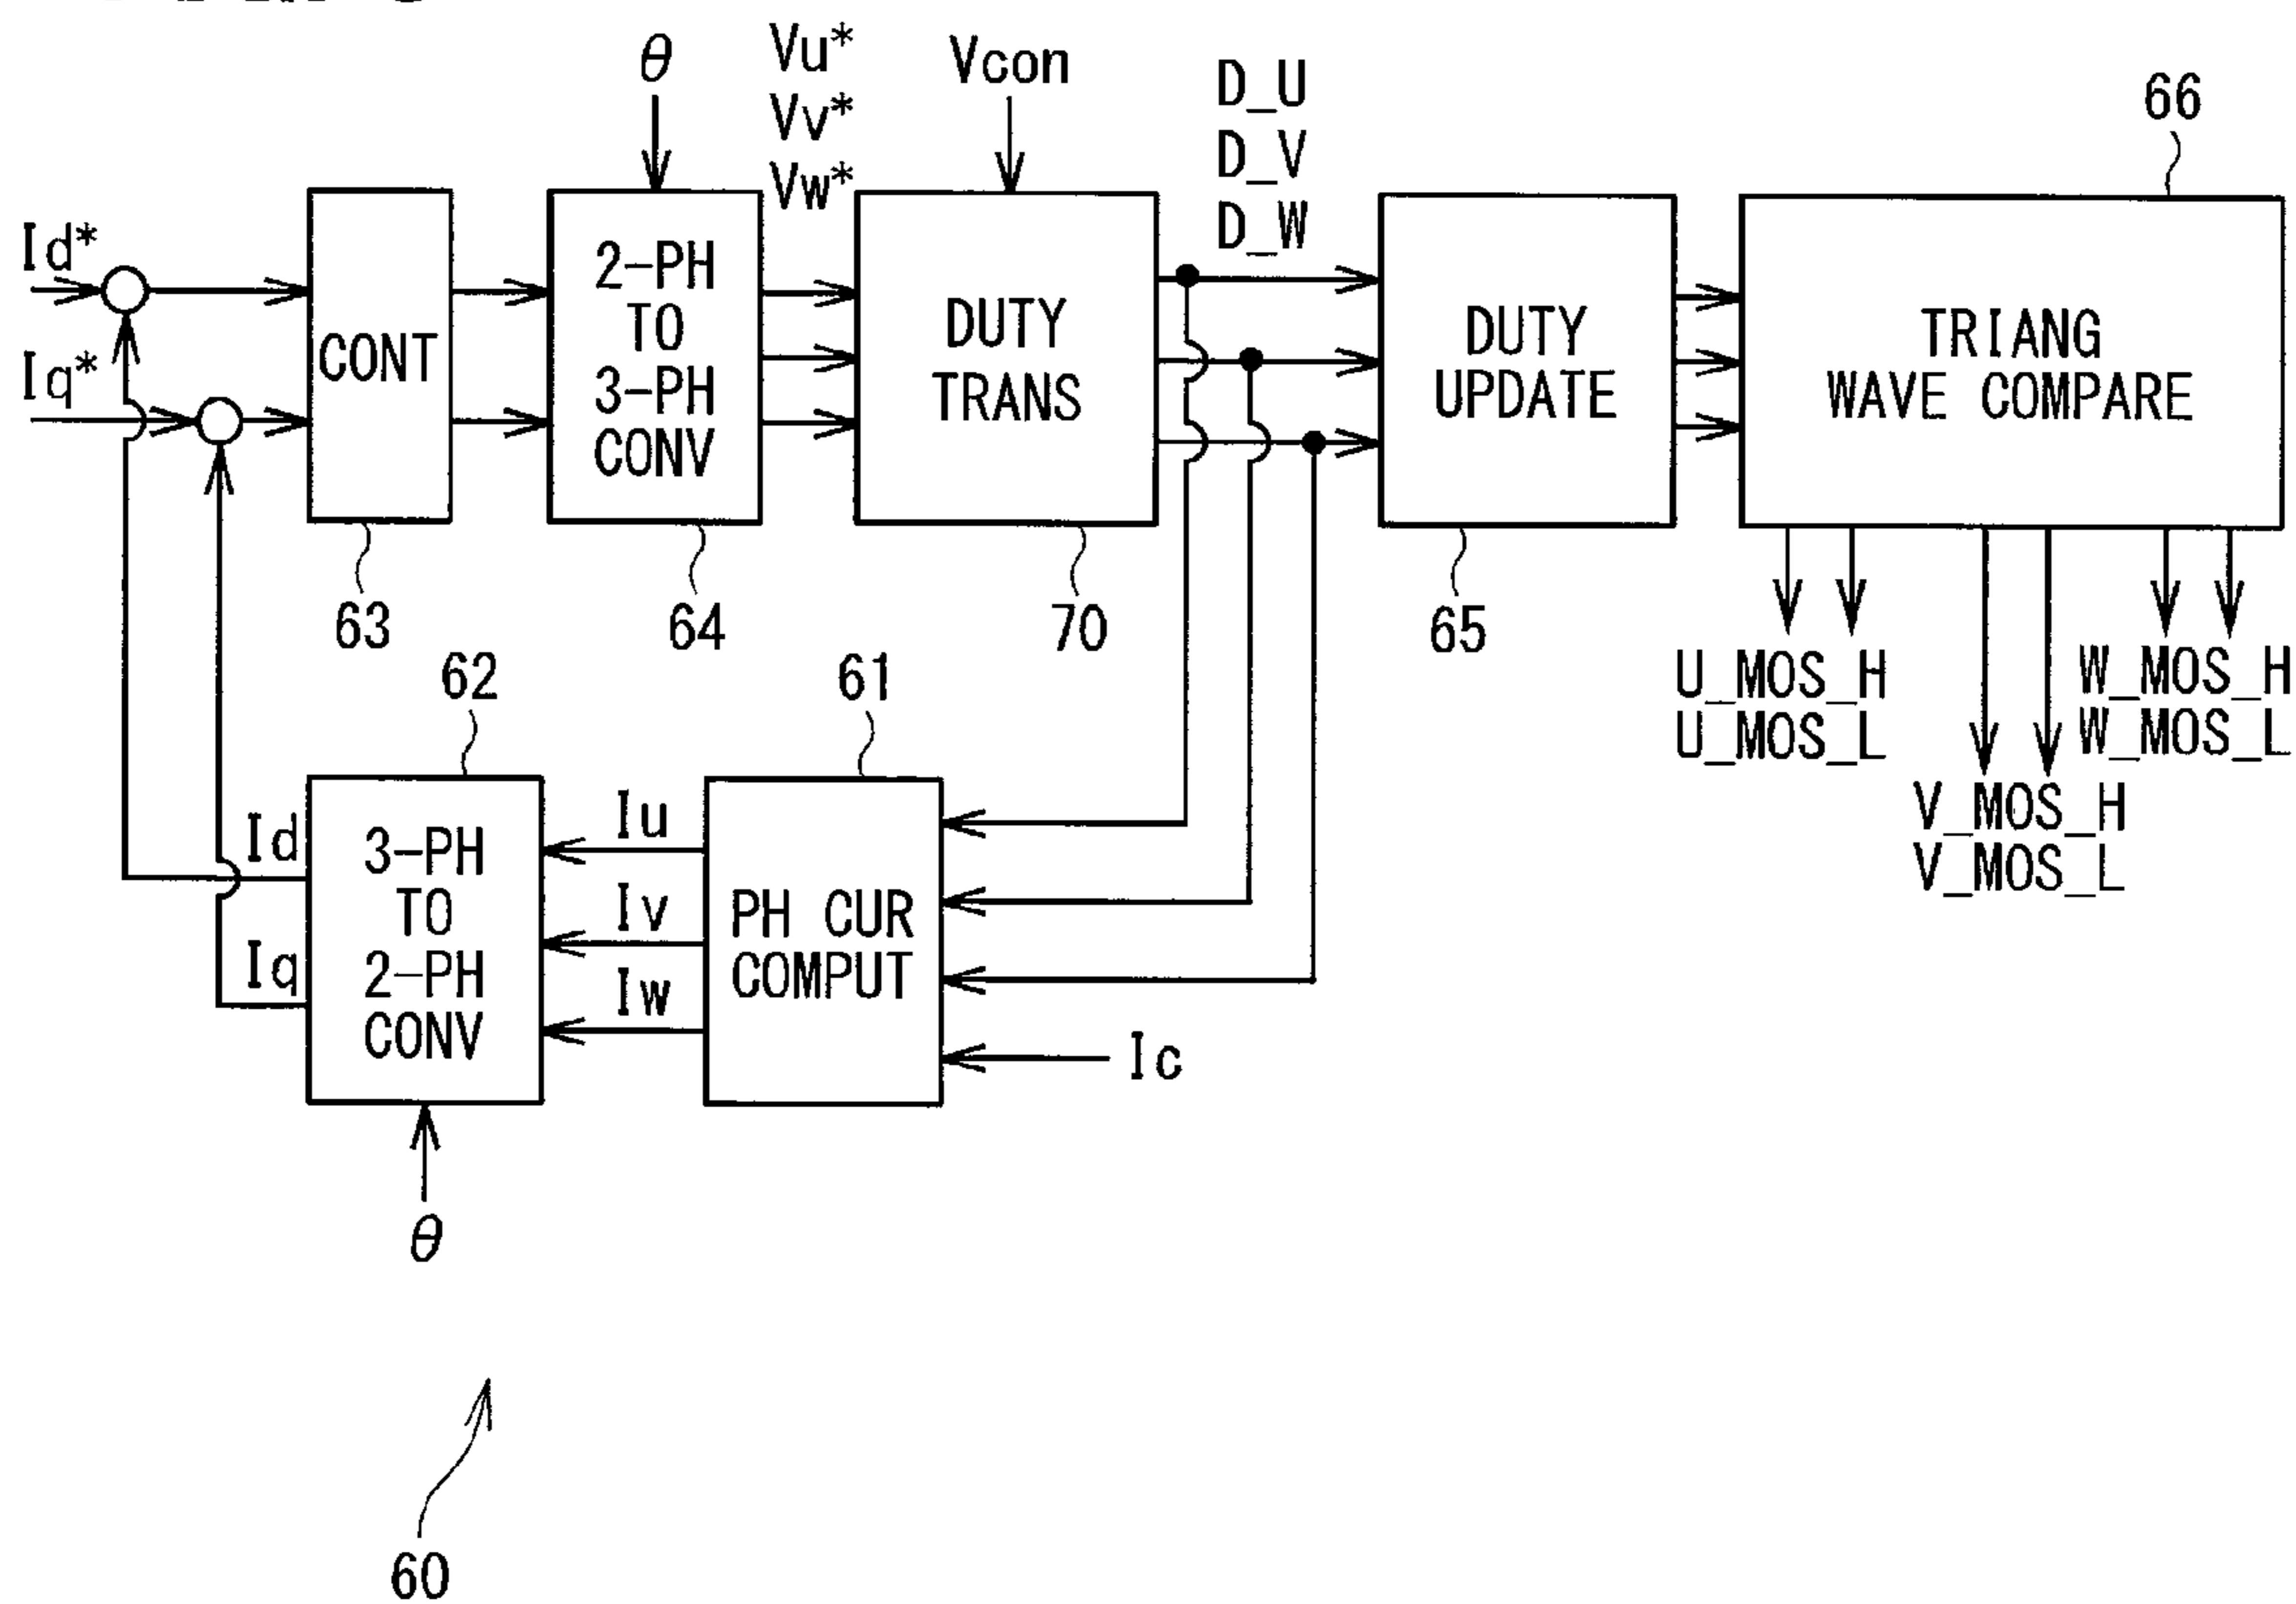 θ
Vu*
Vv*
Vw*
Vcon
D_U
D_V
D_W
66
Id*
Iq*
CONT
2-PH
TO
3-PH
CONV
DUTY
TRANS
DUTY
UPDATE
TRIANG
WAVE COMPARE
63
64
70
65
U_MOS_H
U_MOS_L
W_MOS_H
W_MOS_L
V_MOS_H
V_MOS_L
62
61
Id
Iq
3-PH
TO
2-PH
CONV
Iu
Iv
Iw
PH CUR
COMPUT
Ic
θ
60